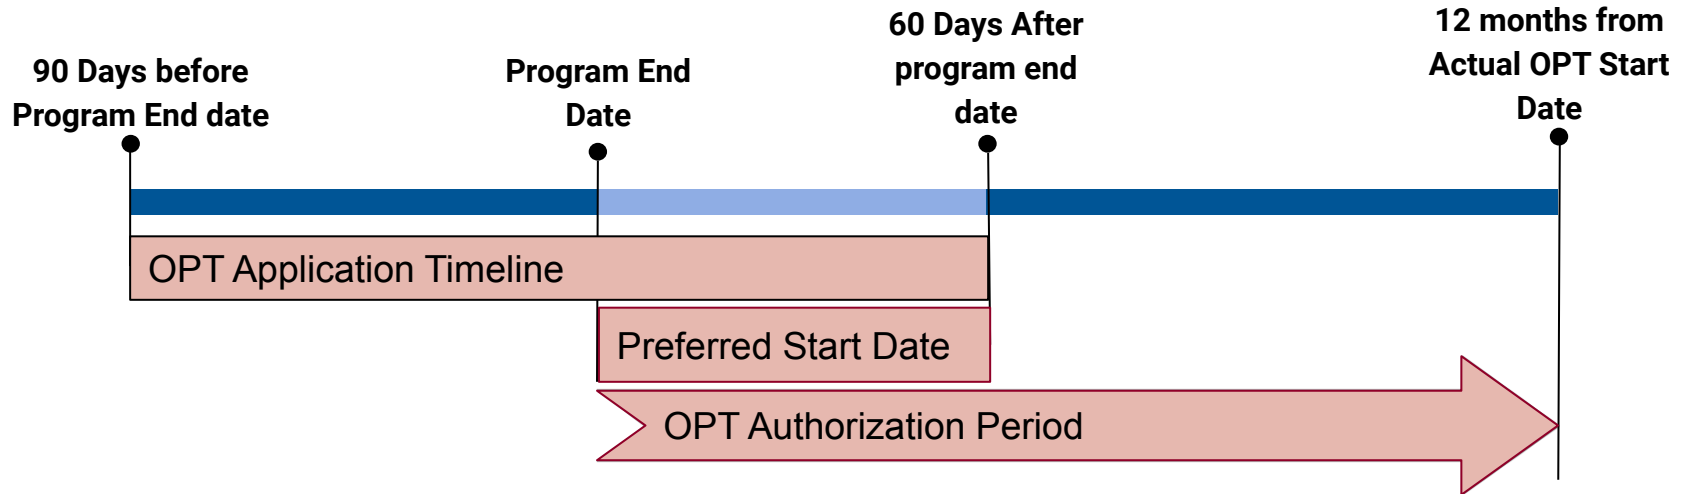 90 Days before
Program End date
Program End
Date
60 Days After
program end
date
12 months from
Actual OPT Start
Date
OPT Application Timeline
Preferred Start Date
OPT Authorization Period